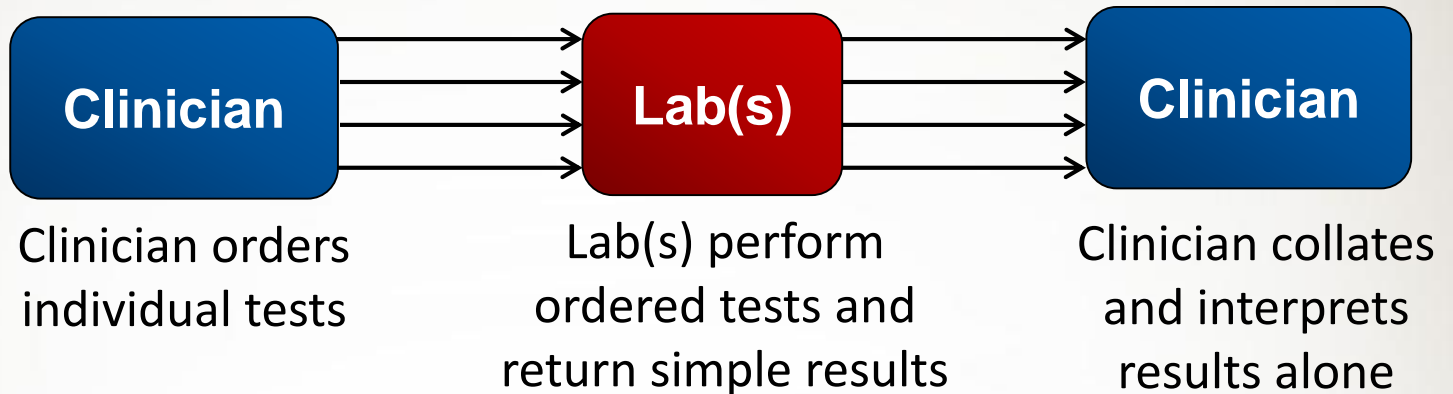 Clinician
Lab(s)
Clinician
Clinician orders
individual tests
Lab(s) perform
ordered tests and
return simple results
Clinician collates
and interprets
results alone